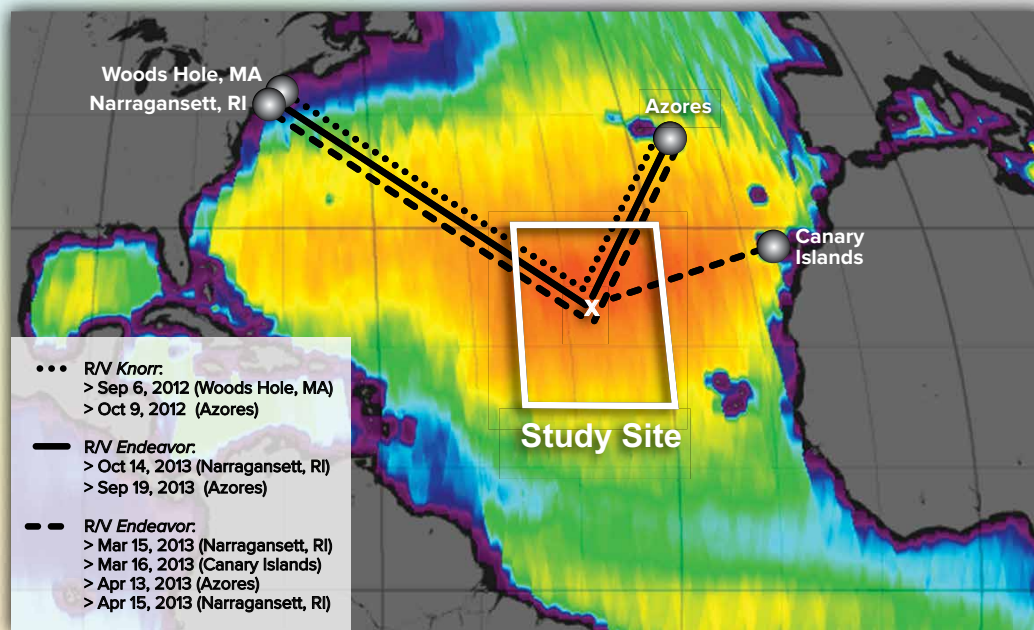 Woods Hole, MA
Narragansett, RI
Azores
Canary
Islands
X
Study Site
R/V Knorr:
> Sep 6, 2012 (Woods Hole, MA)
> Oct 9, 2012 (Azores)
R/V Endeavor:
> Oct 14, 2013 (Narragansett, RI)
> Sep 19, 2013 (Azores)
R/V Endeavor:
> Mar 15, 2013 (Narragansett, RI)
> Mar 16, 2013 (Canary Islands)
> Apr 13, 2013 (Azores)
> Apr 15, 2013 (Narragansett, RI)